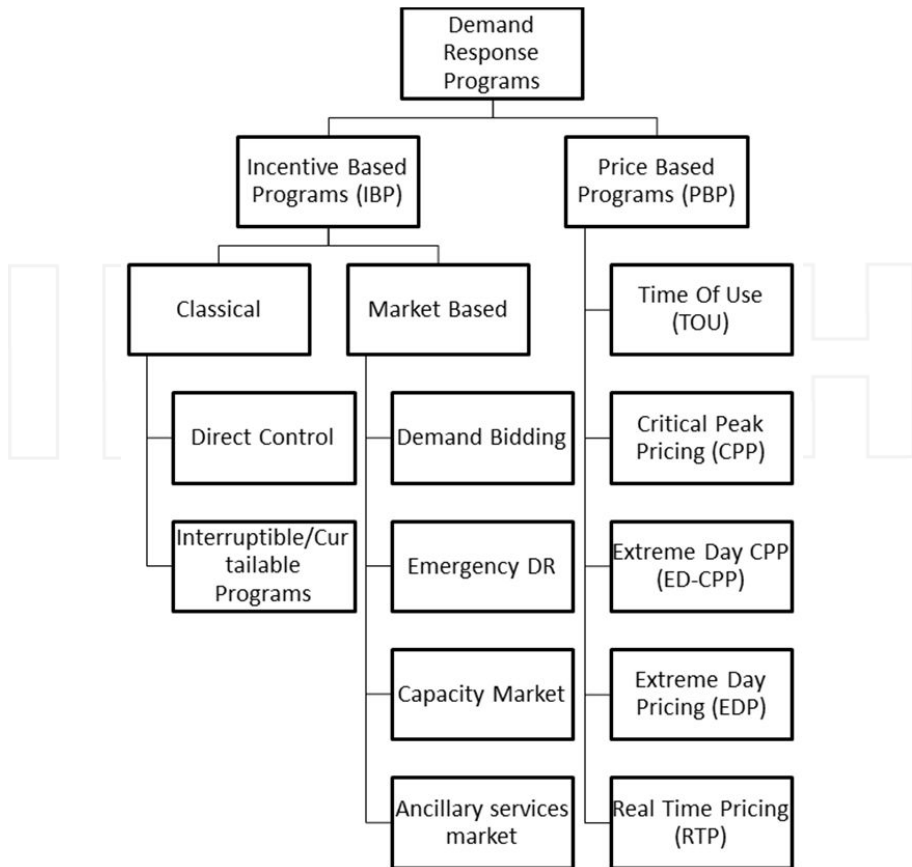 Demand
Response
Programs
Incentive Based
Programs (IBP)
Price Based
Programs (PBP)
Classical
Market Based
Time Of Use
(TOU)
Direct Control
Demand Bidding
Critical Peak
Pricing (CPP)
Interruptible/Cur
tailable
Programs
Emergency DR
Extreme Day CPP
(ED-CPP)
Capacity Market
Extreme Day
Pricing (EDP)
Ancillary services
market
Real Time Pricing
(RTP)